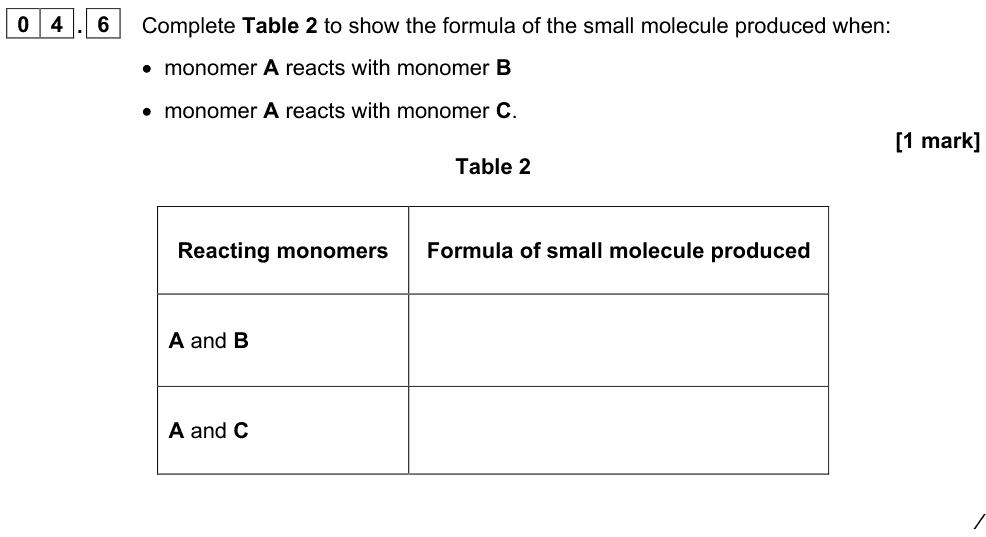 0 4 . 6 Complete Table 2 to show the formula of the small molecule produced when:
• monomer A reacts with monomer B
• monomer A reacts with monomer C.
[1 mark]
Table 2
Reacting monomers Formula of small molecule produced
A and B
A and C
/